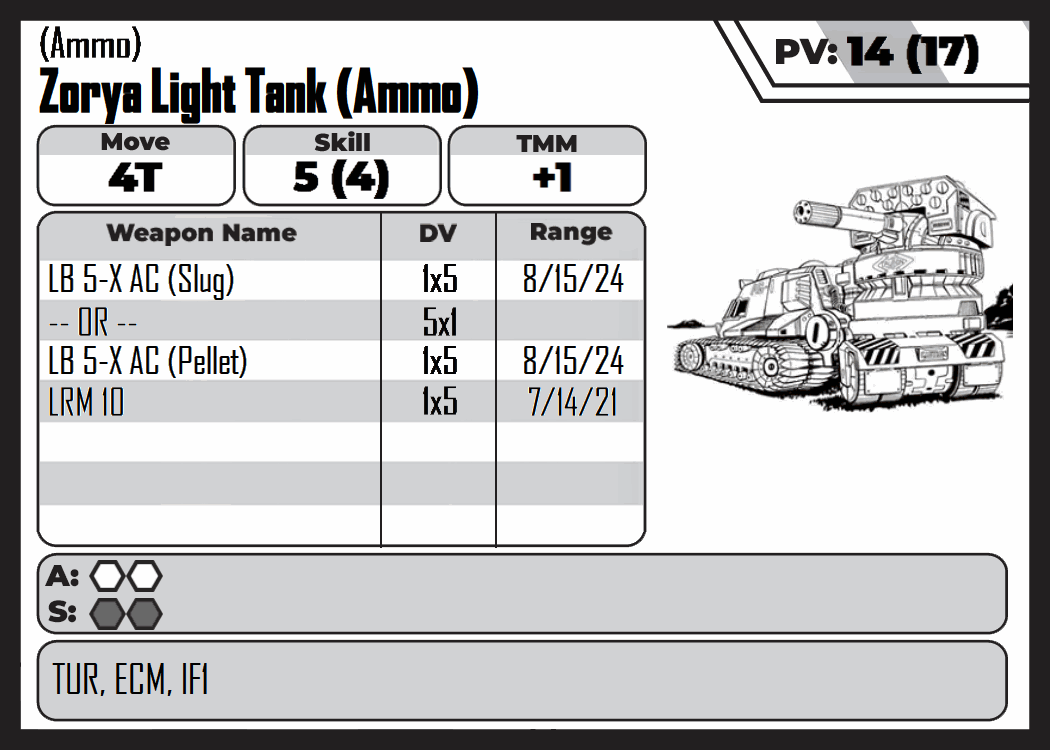 (Ammo)
Zorya Light Tank (Ammo)
PV: 14 (17)
Move
4T
Skill
5 (4)
TMM
+1
Weapon Name DV Range
LB 5-X AC (Slug) 1x5 8/15/24
-- OR -- 5x1
LB 5-X AC (Pellet) 1x5 8/15/24
LRM 10 1x5 7/14/21
A:
S:
TUR, ECM, IF1